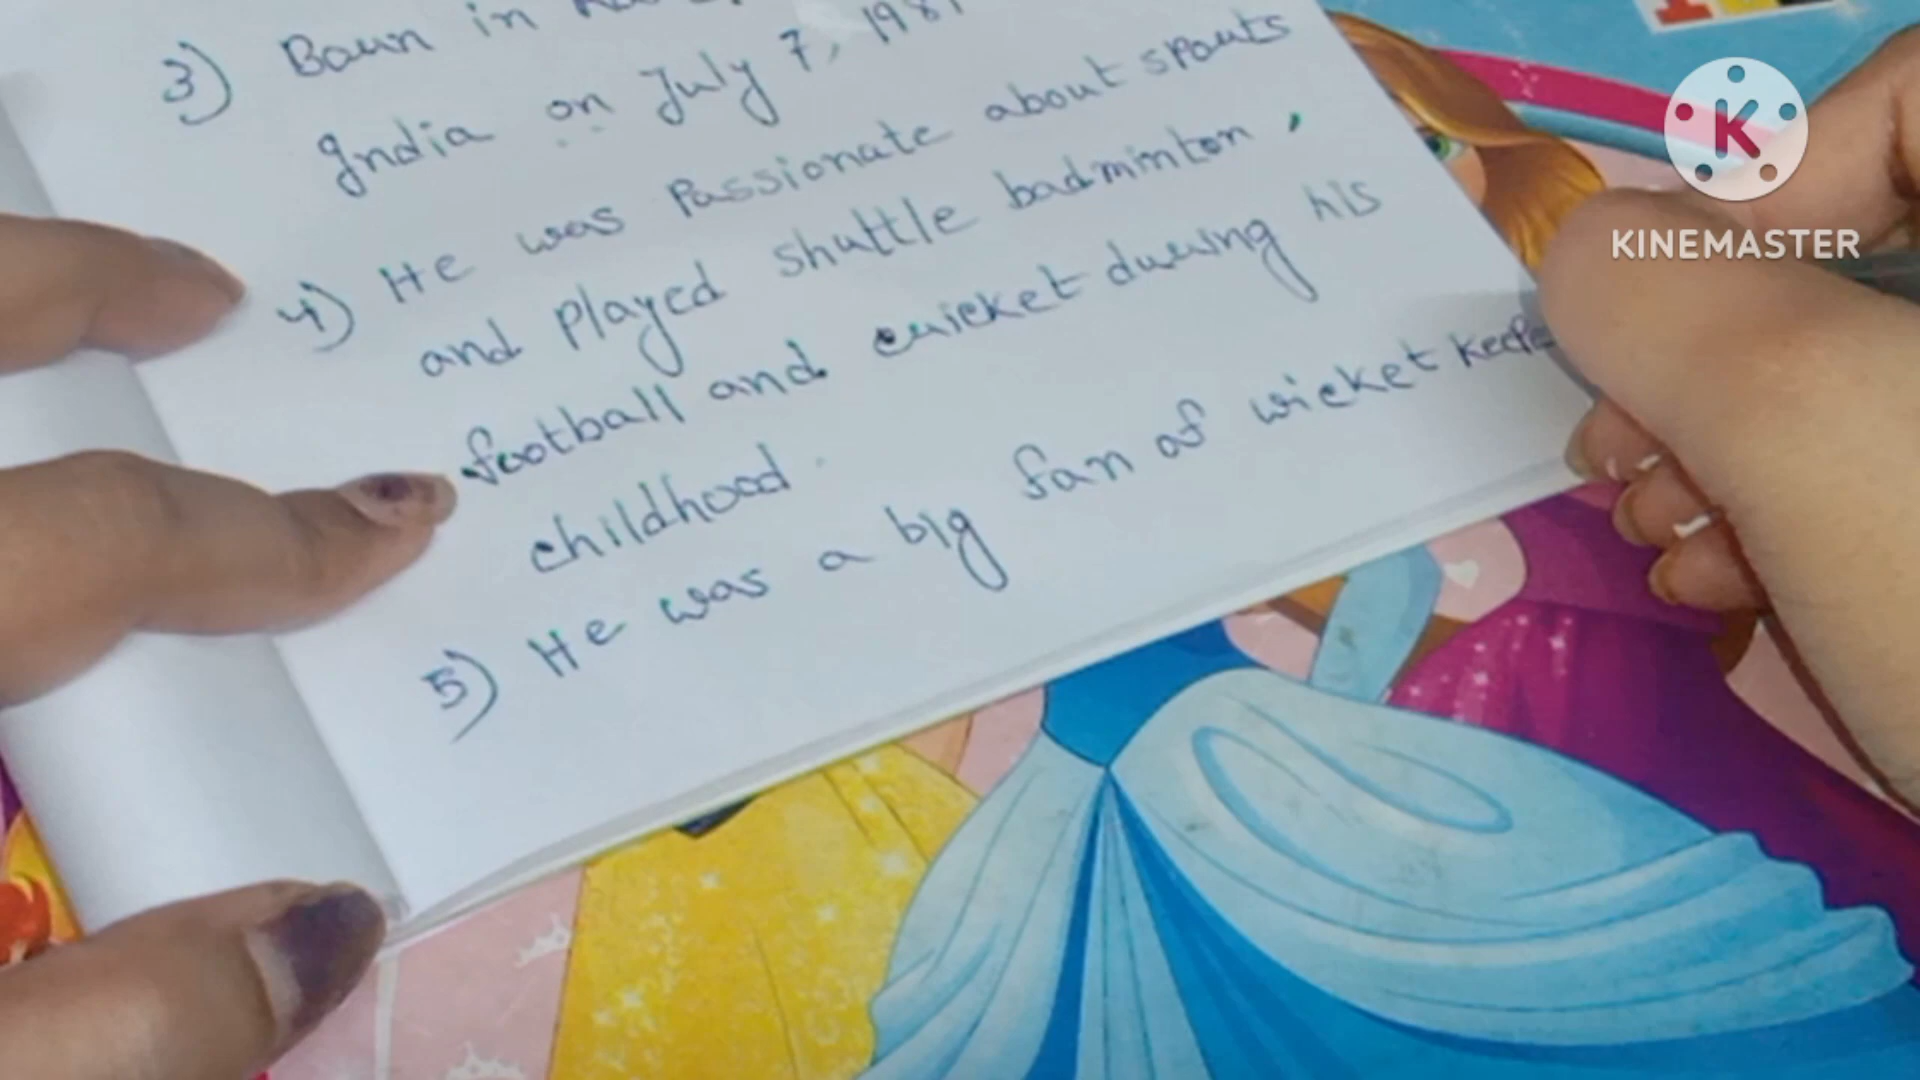 3) Born in
India on July 7, 1981
4) He was Passionate about sports
and played shuttle badminton,
football and cricket during his
childhood.
5) He was a big fan of wicket keepe
KINEMASTER